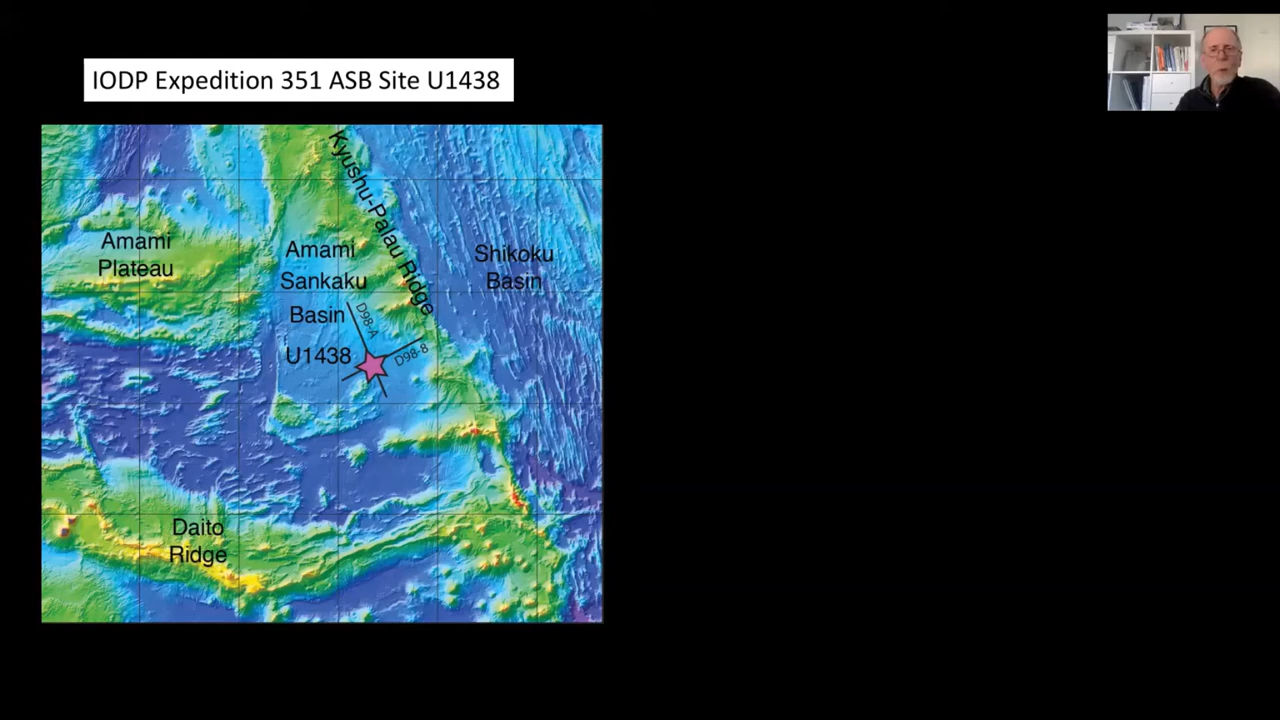 IODP Expedition 351 ASB Site U1438
Kyushu-Palau Ridge
Amami
Plateau
Amami
Sankaku
Basin
Shikoku
Basin
D98-A
U1438
D98-8
Daito
Ridge